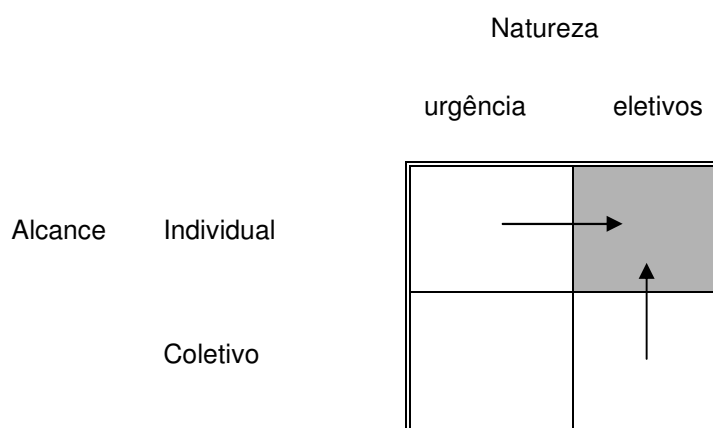 Natureza
urgência eletivos
Alcance Individual
Coletivo